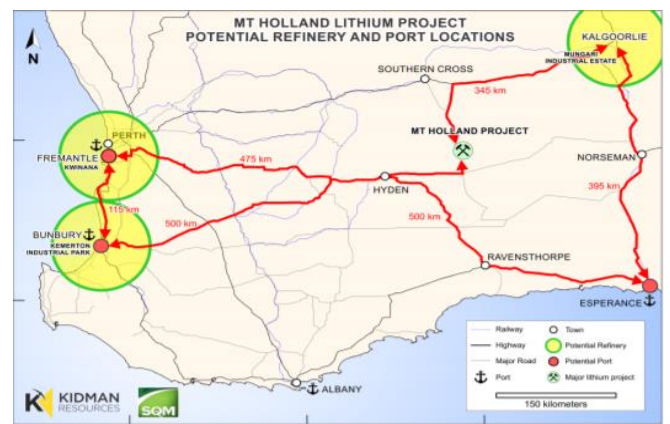 MT HOLLAND LITHIUM PROJECT
POTENTIAL REFINERY AND PORT LOCATIONS
N
KALGOORLIE
MUNGARI
INDUSTRIAL ESTATE
SOUTHERN CROSS
345 km
PERTH
MT HOLLAND PROJECT
FREMANTLE
KWINANA
475 km
NORSEMAN
HYDEN
395 km
115 km
BUNBURY
KEMERTON
INDUSTRIAL PARK
500 km
500 km
RAVENSTHORPE
ESPERANCE
Railway
Town
Highway
Potential Refinery
Major Road
Potential Port
Port
Major lithium project
150 kilometers
ALBANY
K
KIDMAN
RESOURCES
SQM